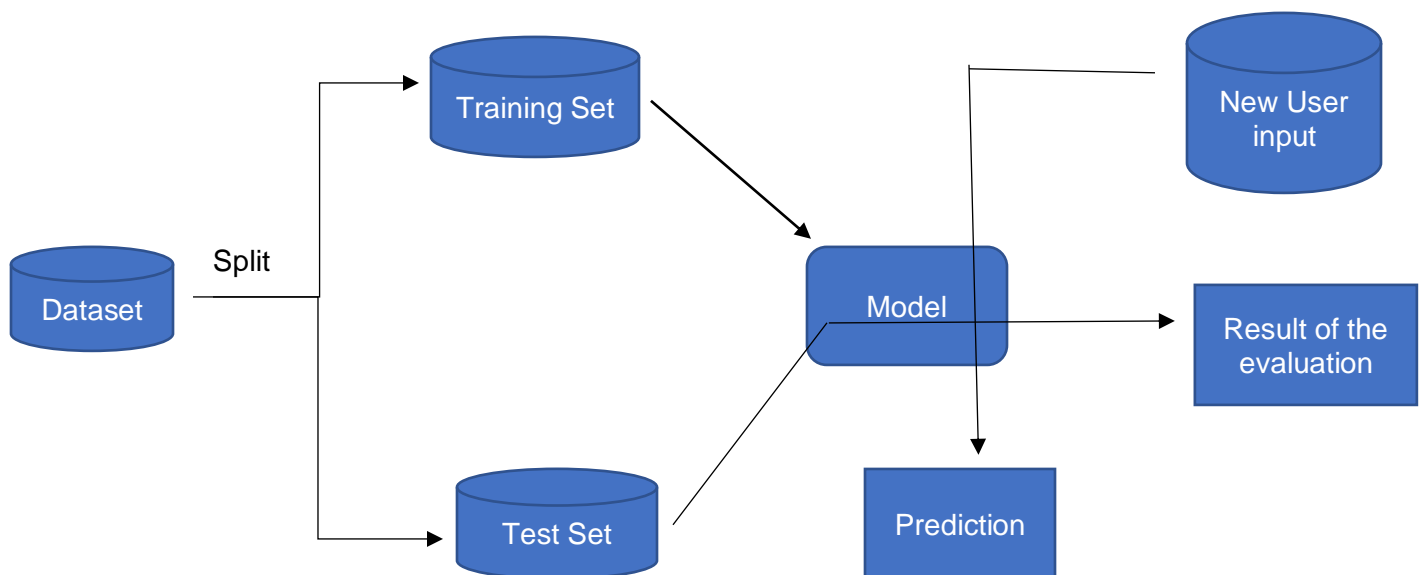 Training Set
New User
input
Split
Dataset
Model
Result of the
evaluation
Test Set
Prediction